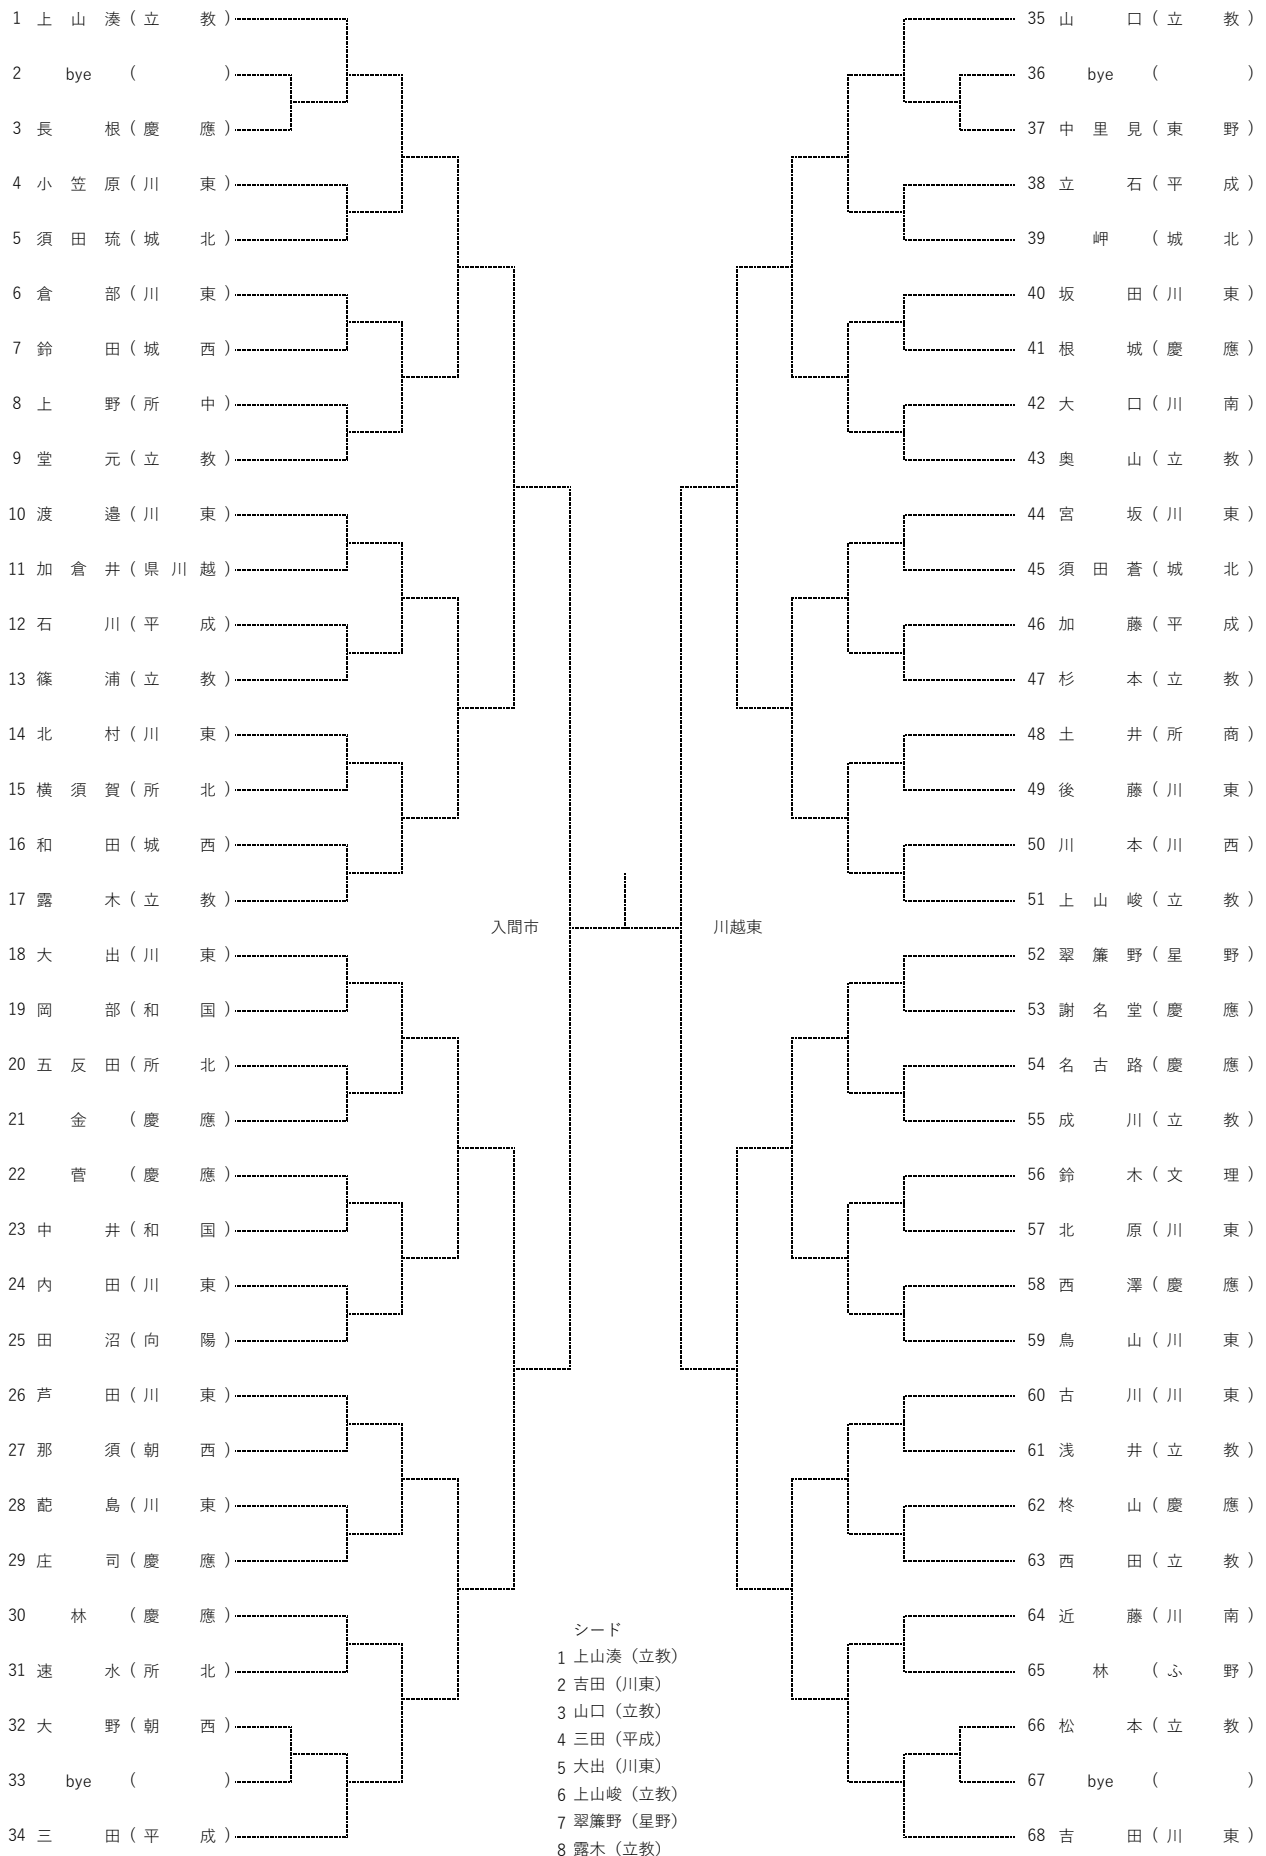 1 上山湊（立教）
2 bye（　）
3 長根（慶應）
4 小笠原（川東）
5 須田琉（城北）
6 倉部（川東）
7 鈴田（城西）
8 上野（所中）
9 堂元（立教）
10 渡邉（川東）
11 加倉井（県川越）
12 石川（平成）
13 篠浦（立教）
14 北村（川東）
15 横須賀（所北）
16 和田（城西）
17 露木（立教）
18 大出（川東）
19 岡部（和国）
20 五反田（所北）
21 金（慶應）
22 菅（慶應）
23 中井（和国）
24 内田（川東）
25 田沼（向陽）
26 芦田（川東）
27 那須（朝西）
28 蓜島（川東）
29 庄司（慶應）
30 林（慶應）
31 速水（所北）
32 大野（朝西）
33 bye（　）
34 三田（平成）
入間市
川越東
シード
1 上山湊（立教）
2 吉田（川東）
3 山口（立教）
4 三田（平成）
5 大出（川東）
6 上山峻（立教）
7 翠簾野（星野）
8 露木（立教）
35 山口（立教）
36 bye（　）
37 中里見（東野）
38 立石（平成）
39 岬（城北）
40 坂田（川東）
41 根城（慶應）
42 大口（川南）
43 奥山（立教）
44 宮坂（川東）
45 須田蒼（城北）
46 加藤（平成）
47 杉本（立教）
48 土井（所商）
49 後藤（川東）
50 川本（川西）
51 上山峻（立教）
52 翠簾野（星野）
53 謝名堂（慶應）
54 名古路（慶應）
55 成川（立教）
56 鈴木（文理）
57 北原（川東）
58 西澤（慶應）
59 鳥山（川東）
60 古川（川東）
61 浅井（立教）
62 柊山（慶應）
63 西田（立教）
64 近藤（川南）
65 林（ふ野）
66 松本（立教）
67 bye（　）
68 吉田（川東）